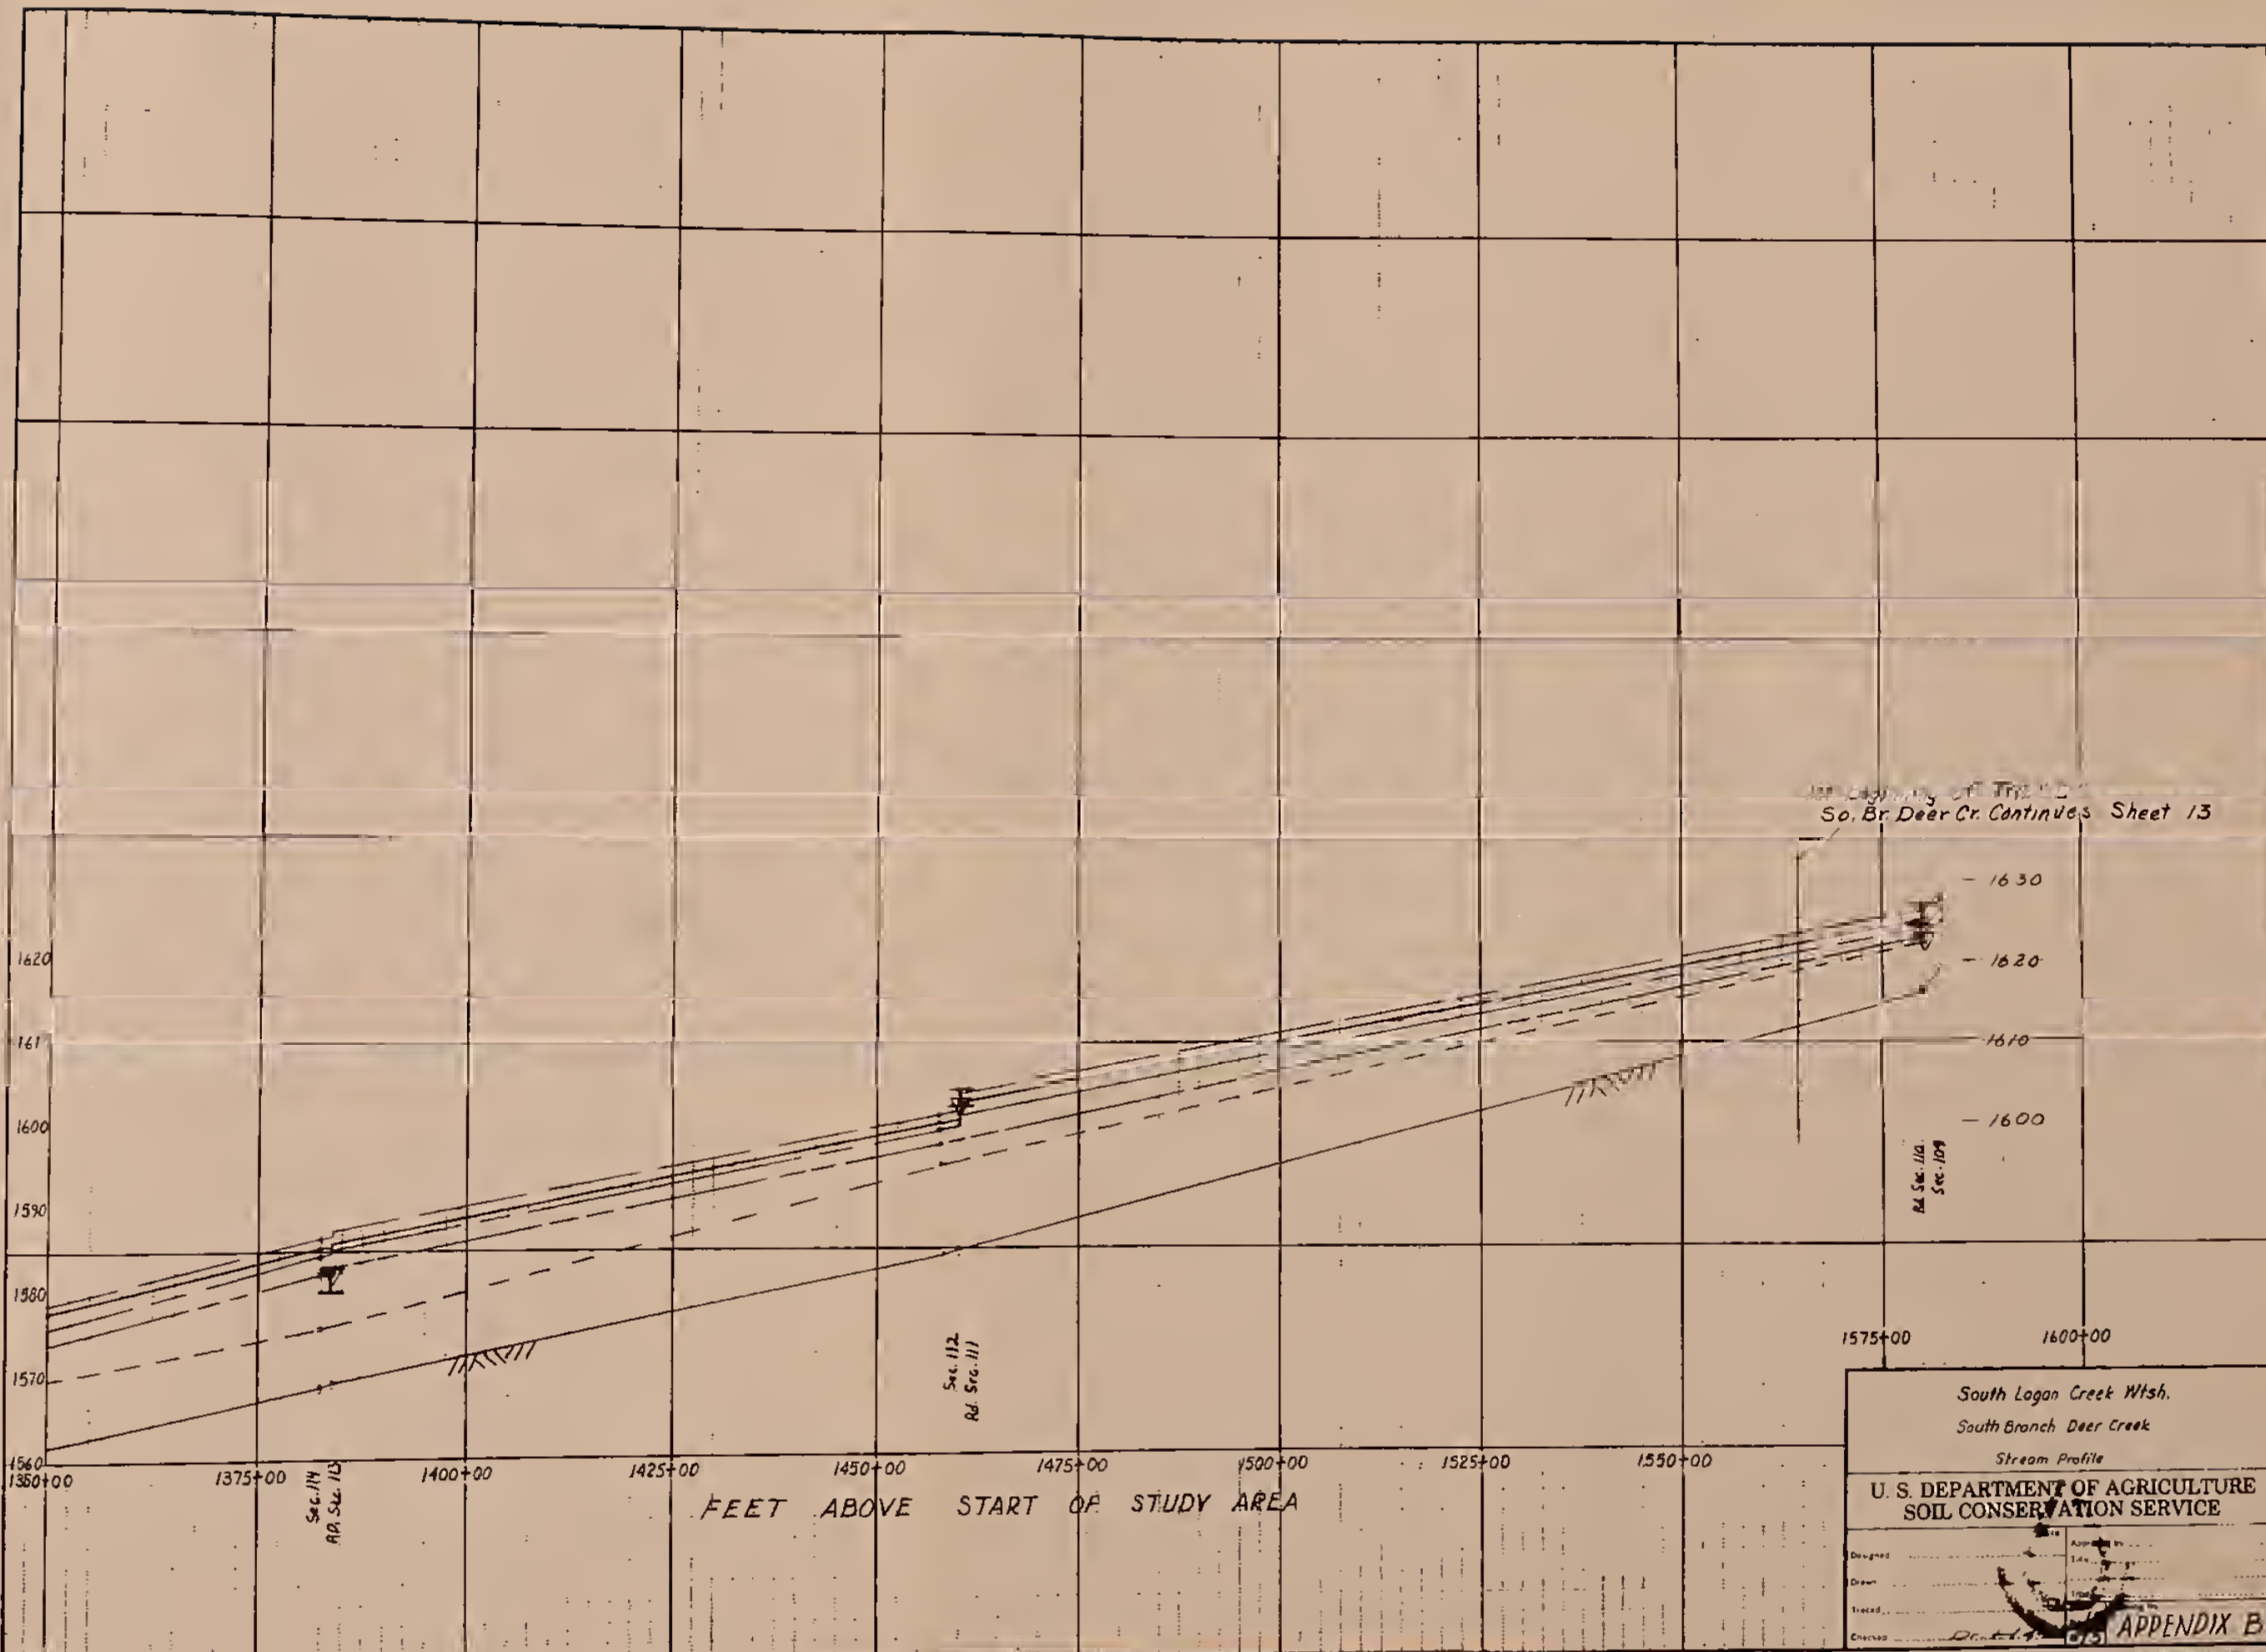 So. Br. Deer Cr. Continues Sheet 13
1630
1620
1620
1610
1600
1600
1590
1580
1570
1560
Sec. 112
Rd. Sec. 111
Rd Sec. 110
Sec. 109
Sec. 114
RD. Sec. 113
1575+00
1600+00
1350+00
1375+00
1400+00
1425+00
1450+00
1475+00
1500+00
1525+00
1550+00
FEET ABOVE START OF STUDY AREA
South Logan Creek Wtsh.
South Branch Deer Creek
Stream Profile
U. S. DEPARTMENT OF AGRICULTURE
SOIL CONSERVATION SERVICE
Designed
Drawn
Traced
Checked
APPENDIX B